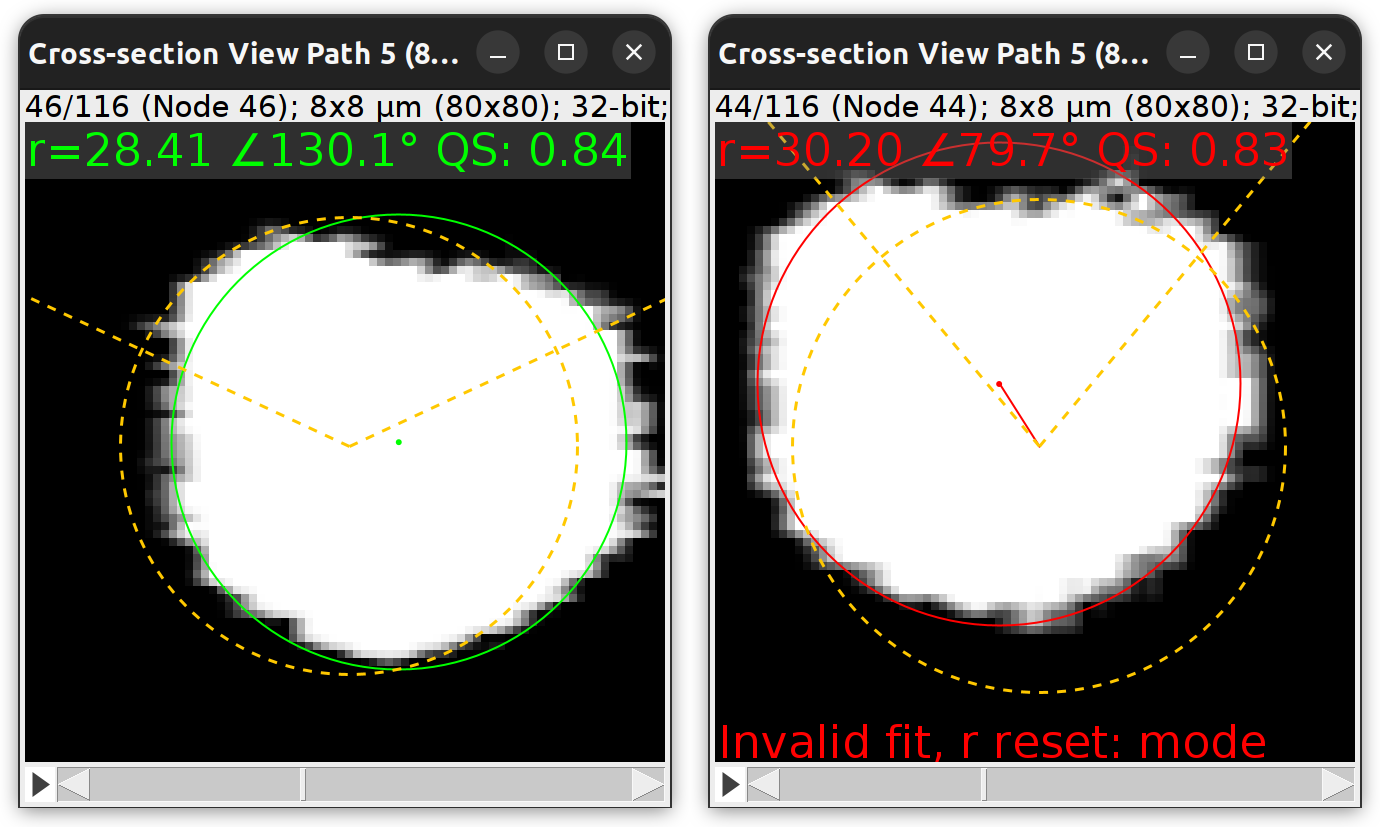 Cross-section View Path 5 (8...
46/116 (Node 46); 8x8 µm (80x80); 32-bit;
r=28.41 ∠130.1° QS: 0.84
Cross-section View Path 5 (8...
44/116 (Node 44); 8x8 µm (80x80); 32-bit;
r=30.20 ∠79.7° QS: 0.83
Invalid fit, r reset: mode